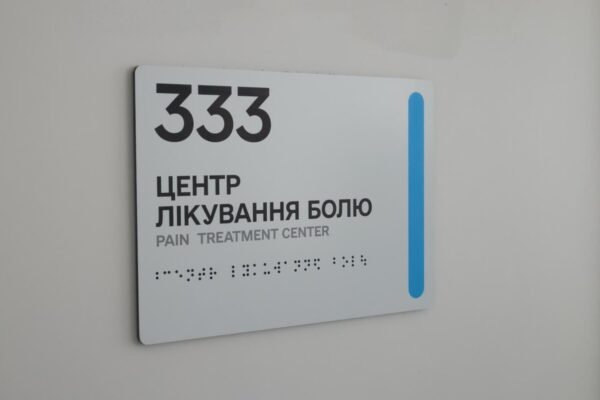 333
ЦЕНТР
ЛІКУВАННЯ БОЛЮ
PAIN TREATMENT CENTER